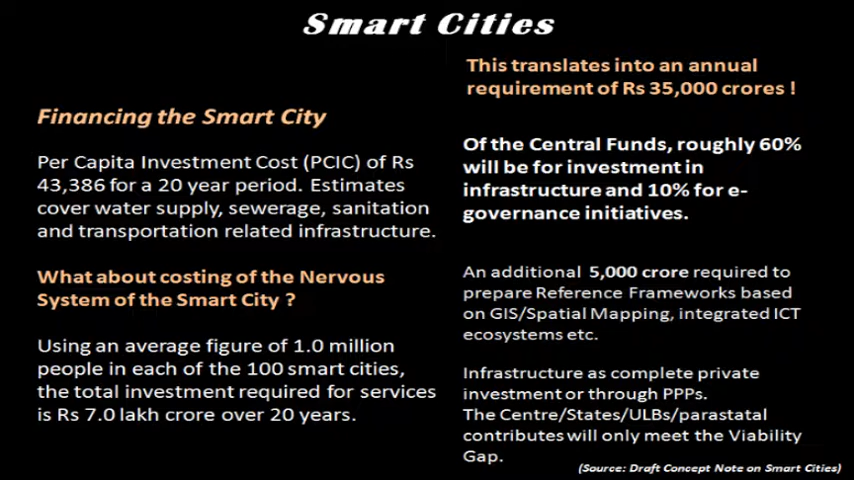 Smart Cities
Financing the Smart City
Per Capita Investment Cost (PCIC) of Rs
43,386 for a 20 year period. Estimates
cover water supply, sewerage, sanitation
and transportation related infrastructure.
What about costing of the Nervous
System of the Smart City ?
Using an average figure of 1.0 million
people in each of the 100 smart cities,
the total investment required for services
is Rs 7.0 lakh crore over 20 years.
This translates into an annual
requirement of Rs 35,000 crores !
Of the Central Funds, roughly 60%
will be for investment in
infrastructure and 10% for e-
governance initiatives.
An additional 5,000 crore required to
prepare Reference Frameworks based
on GIS/Spatial Mapping, integrated ICT
ecosystems etc.
Infrastructure as complete private
investment or through PPPs.
The Centre/States/ULBs/parastatal
contributes will only meet the Viability
Gap.
(Source: Draft Concept Note on Smart Cities)